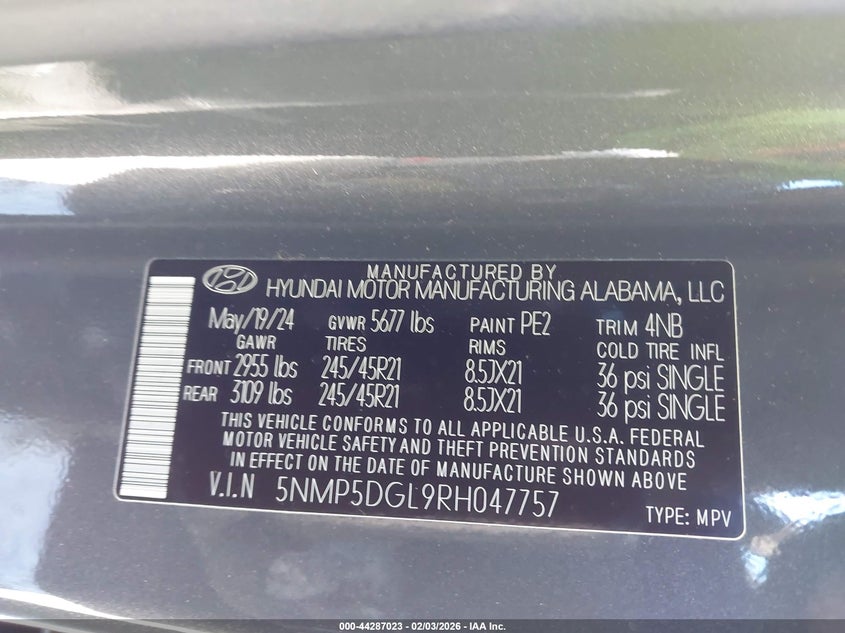 MANUFACTURED BY
HYUNDAI MOTOR MANUFACTURING ALABAMA, LLC
May/19/24 GVWR 5677 lbs PAINT PE2 TRIM 4NB
GAWR TIRES RIMS COLD TIRE INFL
FRONT 2955 lbs 245/45R21 8.5JX21 36 psi SINGLE
REAR 3109 lbs 245/45R21 8.5JX21 36 psi SINGLE
THIS VEHICLE CONFORMS TO ALL APPLICABLE U.S.A. FEDERAL
MOTOR VEHICLE SAFETY AND THEFT PREVENTION STANDARDS
IN EFFECT ON THE DATE OF MANUFACTURE SHOWN ABOVE
V.I.N 5NMP5DGL9RH047757
TYPE: MPV
000-44287023 - 02/03/2026 - IAA Inc.